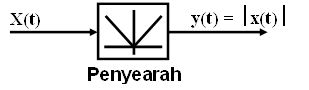 X(t)
y(t) = |x(t)|
Penyearah